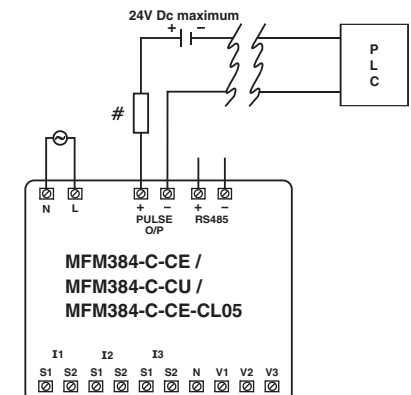 24V Dc maximum
+ −
P
L
C
#
N L + − + −
PULSE
O/P
RS485
MFM384-C-CE /
MFM384-C-CU /
MFM384-C-CE-CL05
I1 I2 I3
S1 S2 S1 S2 S1 S2 N V1 V2 V3